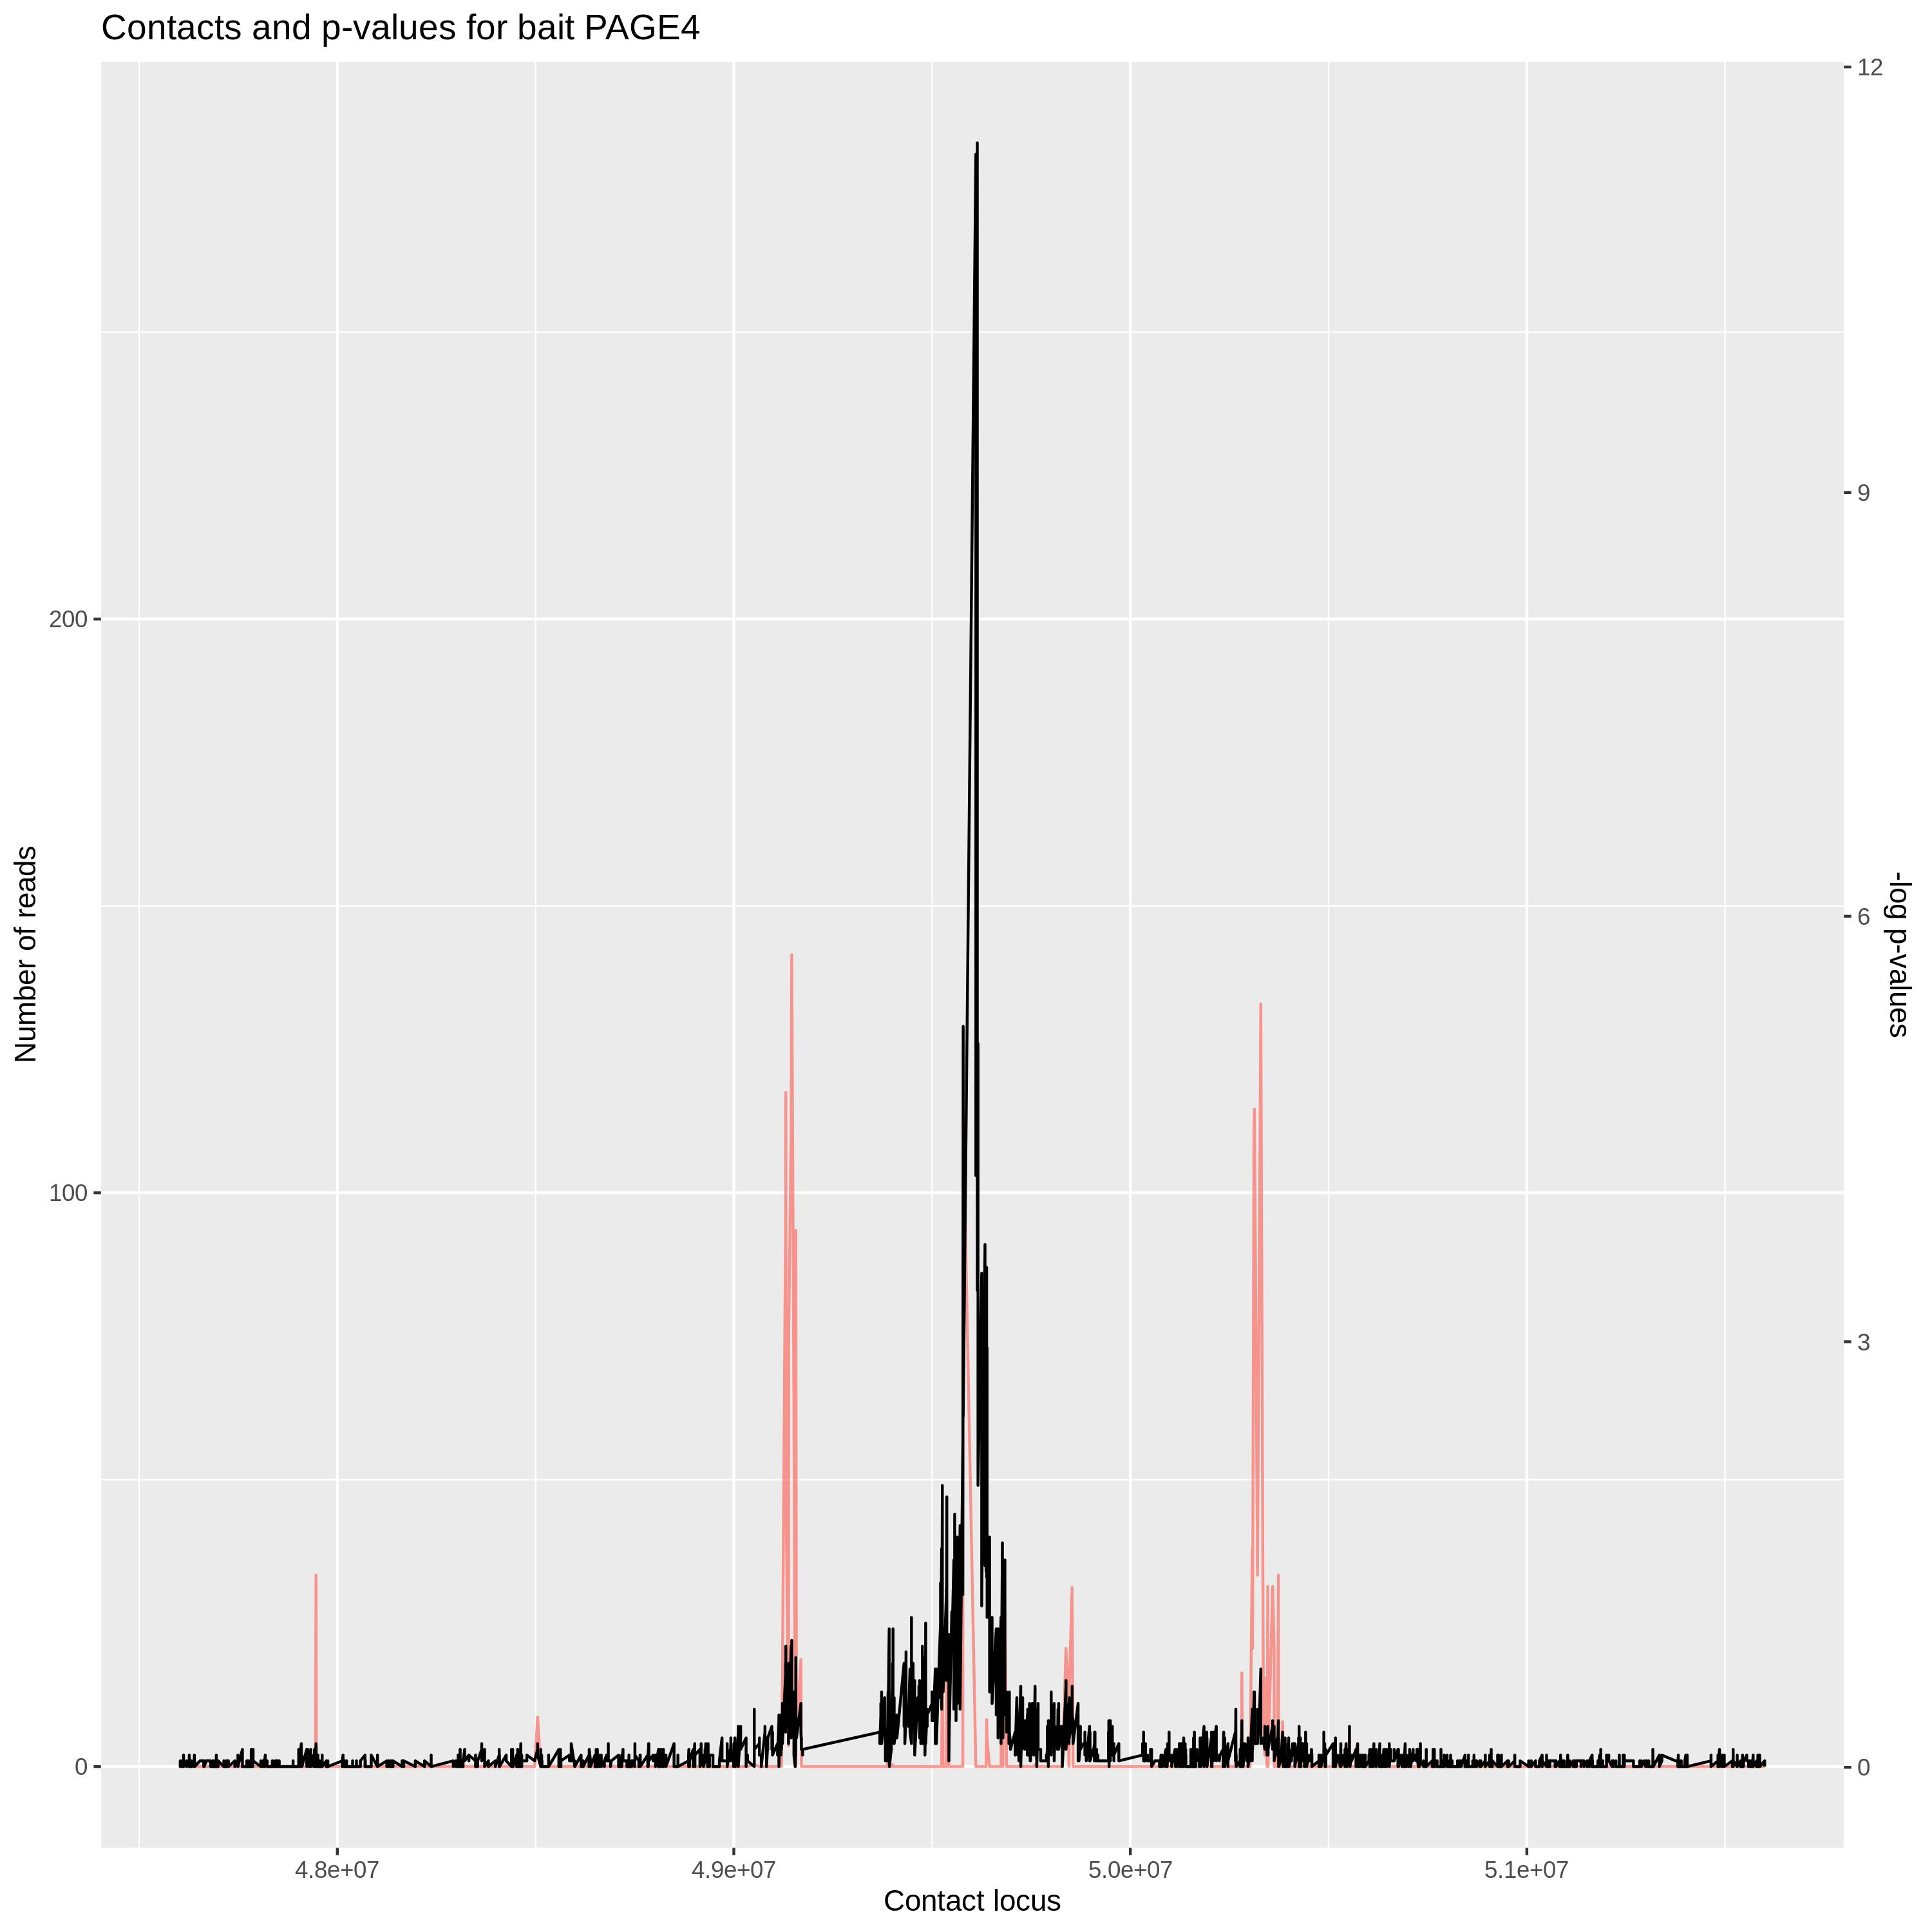 Contacts and p-values for bait PAGE4
Number of reads
200
100
0
12
9
6
3
0
-log p-values
4.8e+07
4.9e+07
5.0e+07
5.1e+07
Contact locus